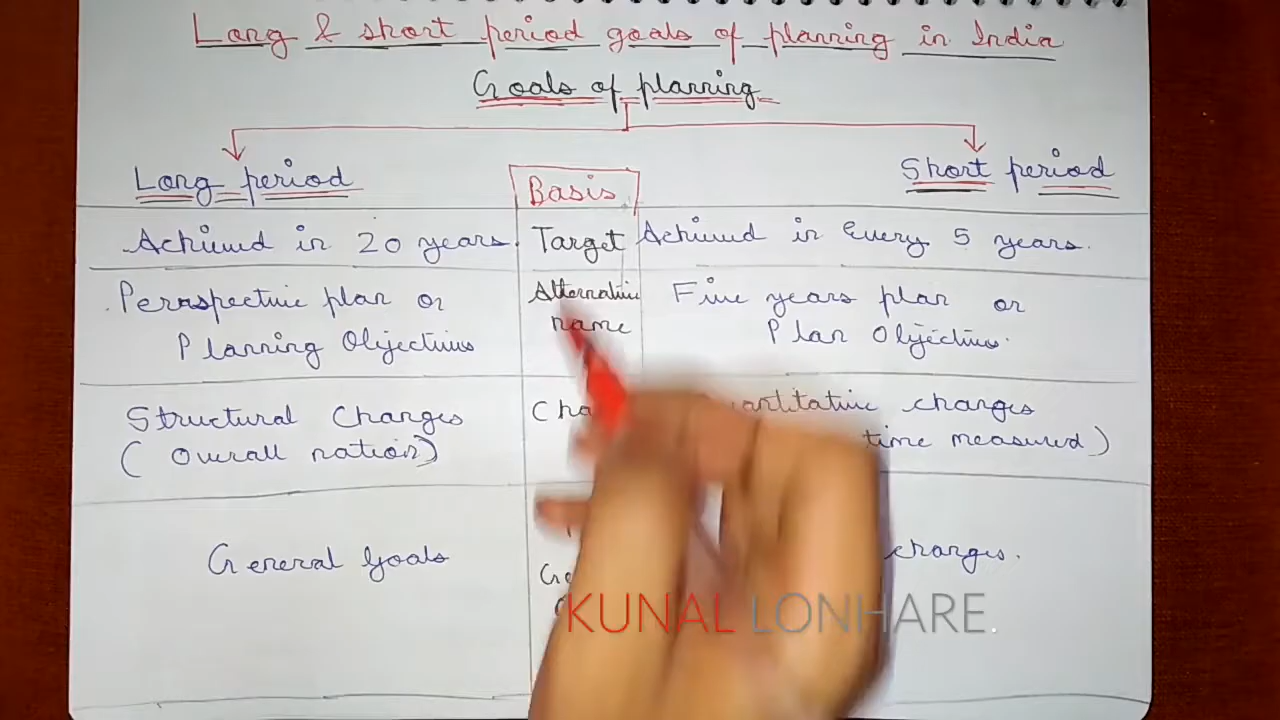 Long & short period goals of planning in India
Goals of planning
Long period
Basis
Short period
Achieved in 20 years.
Target
Achieved in Every 5 years.
Perspective plan or
Planning Objectives
Alternative
name
Five years plan or
Plan Objectives.
Structural Changes
(Overall nation)
changes
time measured)
General Goals
changes.
KUNAL LONHARE.